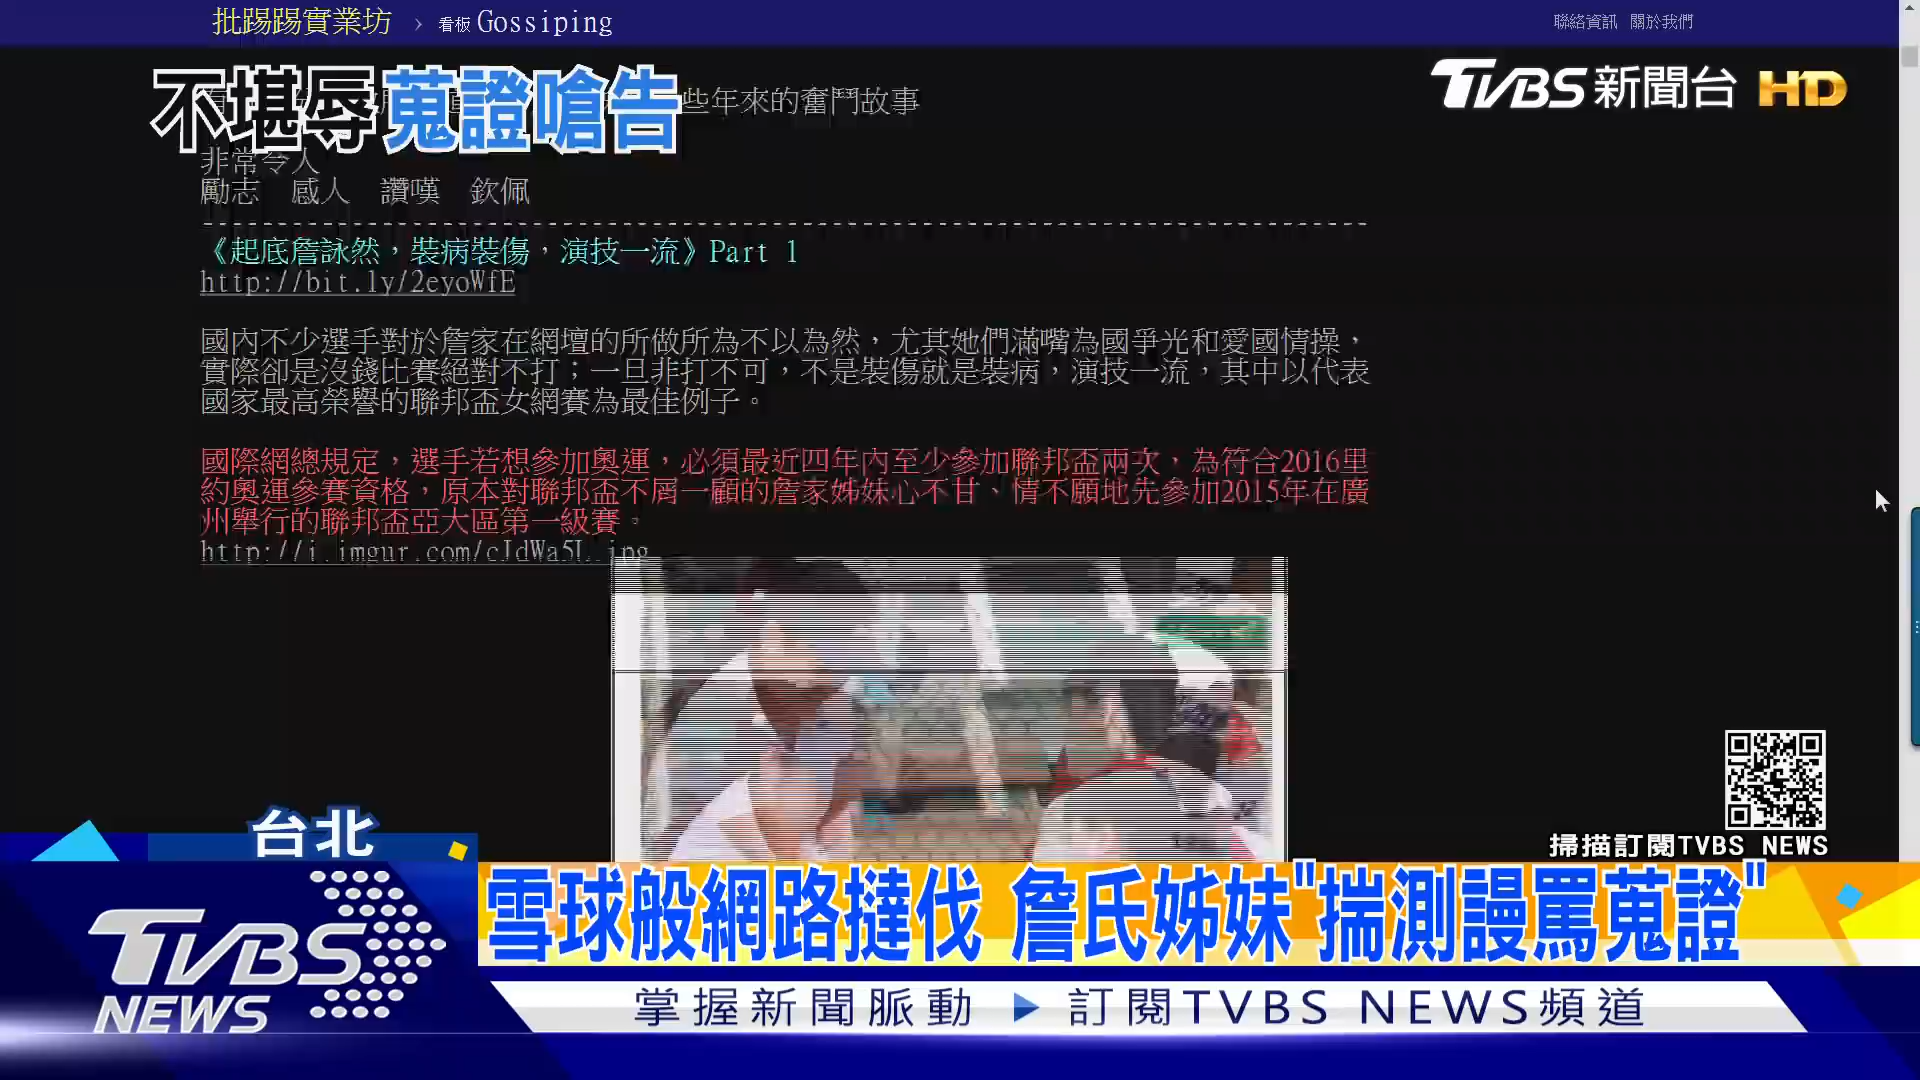 批踢踢實業坊 › 看板 Gossiping
聯絡資訊 關於我們
不堪辱蒐證嗆告
TVBS新聞台 HD
些年來的奮鬥故事
非常令人
勵志 感人 讚嘆 欽佩
《起底詹詠然，裝病裝傷，演技一流》Part 1
http://bit.ly/2eyoWfE
國內不少選手對於詹家在網壇的所做所為不以為然，尤其她們滿嘴為國爭光和愛國情操，
實際卻是沒錢比賽絕對不打；一旦非打不可，不是裝傷就是裝病，演技一流，其中以代表
國家最高榮譽的聯邦盃女網賽為最佳例子。
國際網總規定，選手若想參加奧運，必須最近四年內至少參加聯邦盃兩次，為符合2016里
約奧運參賽資格，原本對聯邦盃不屑一顧的詹家姊妹心不甘、情不願地先參加2015年在廣
州舉行的聯邦盃亞大區第一級賽。
http://i.imgur.com/cJdWa5L.jpg
掃描訂閱TVBS NEWS
台北
雪球般網路撻伐 詹氏姊妹"揣測謾罵蒐證"
TVBS NEWS
掌握新聞脈動 ▶ 訂閱TVBS NEWS頻道